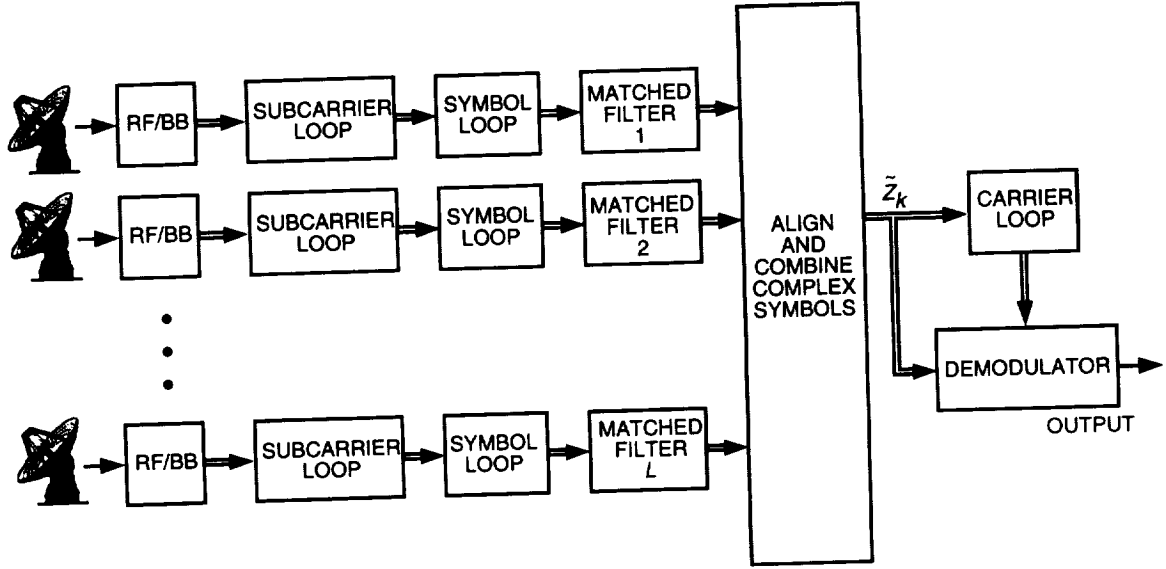 RF/BB
SUBCARRIER
LOOP
SYMBOL
LOOP
MATCHED
FILTER
1
RF/BB
SUBCARRIER
LOOP
SYMBOL
LOOP
MATCHED
FILTER
2
RF/BB
SUBCARRIER
LOOP
SYMBOL
LOOP
MATCHED
FILTER
L
ALIGN
AND
COMBINE
COMPLEX
SYMBOLS
Z̃k
CARRIER
LOOP
DEMODULATOR
OUTPUT